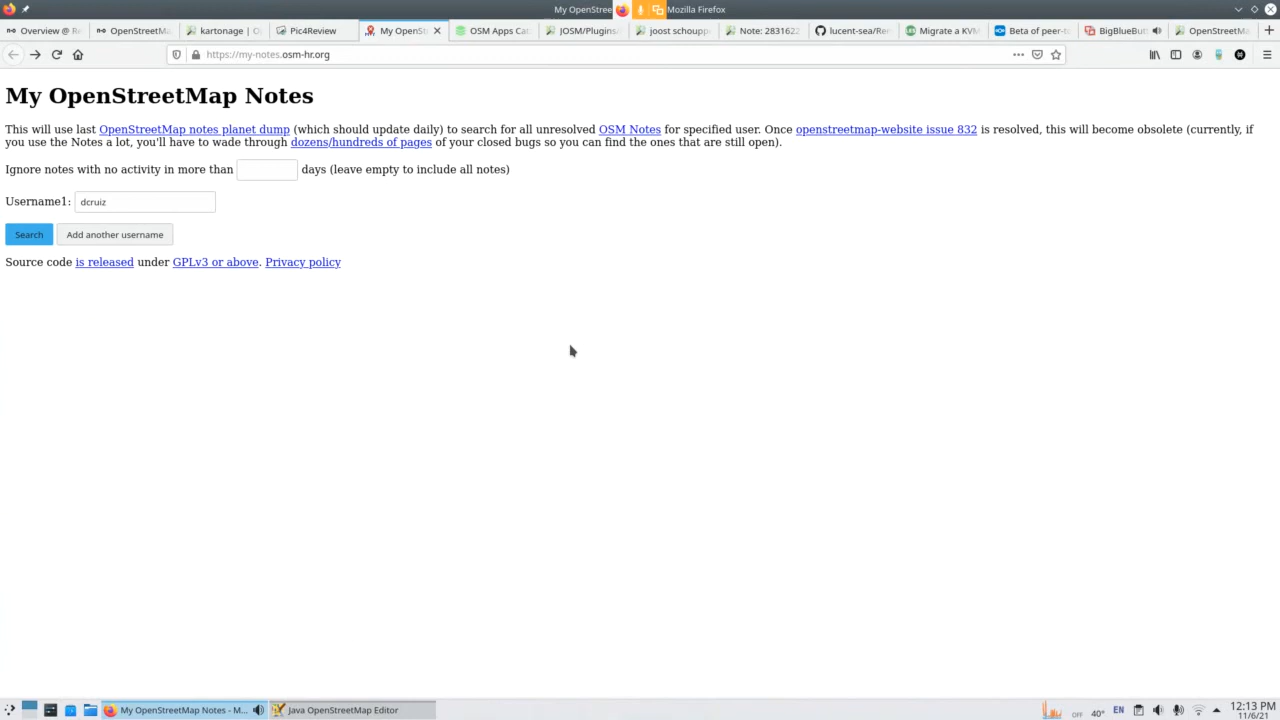 My OpenStree
Mozilla Firefox
Overview @ R
OpenStreetMa
kartonage | O
Pic4Review
My OpenSt
OSM Apps Cat
JOSM/Plugins/
joost schoupp
Note: 2831622
lucent-sea/Rem
Migrate a KVM
Beta of peer-t
BigBlueBut
OpenStreetMa
https://my-notes.osm-hr.org
My OpenStreetMap Notes
This will use last OpenStreetMap notes planet dump (which should update daily) to search for all unresolved OSM Notes for specified user. Once openstreetmap-website issue 832 is resolved, this will become obsolete (currently, if
you use the Notes a lot, you'll have to wade through dozens/hundreds of pages of your closed bugs so you can find the ones that are still open).
Ignore notes with no activity in more than days (leave empty to include all notes)
Username1: dcruiz
Search Add another username
Source code is released under GPLv3 or above. Privacy policy
My OpenStreetMap Notes - M...
Java OpenStreetMap Editor
OFF 40° EN
12:13 PM
11/6/21